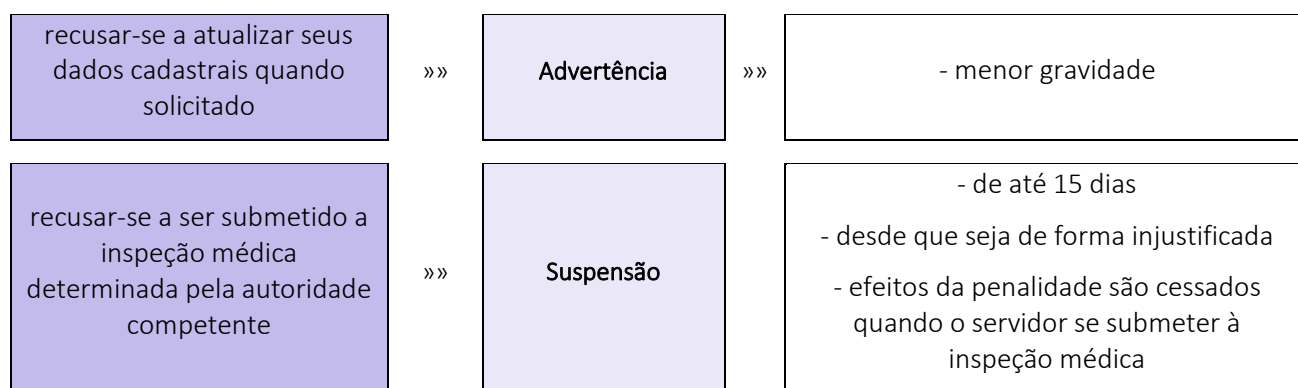 recusar-se a atualizar seus
dados cadastrais quando
solicitado
»»
Advertência
»»
- menor gravidade
recusar-se a ser submetido a
inspeção médica
determinada pela autoridade
competente
»»
Suspensão
- de até 15 dias
- desde que seja de forma injustificada
- efeitos da penalidade são cessados
quando o servidor se submeter à
inspeção médica